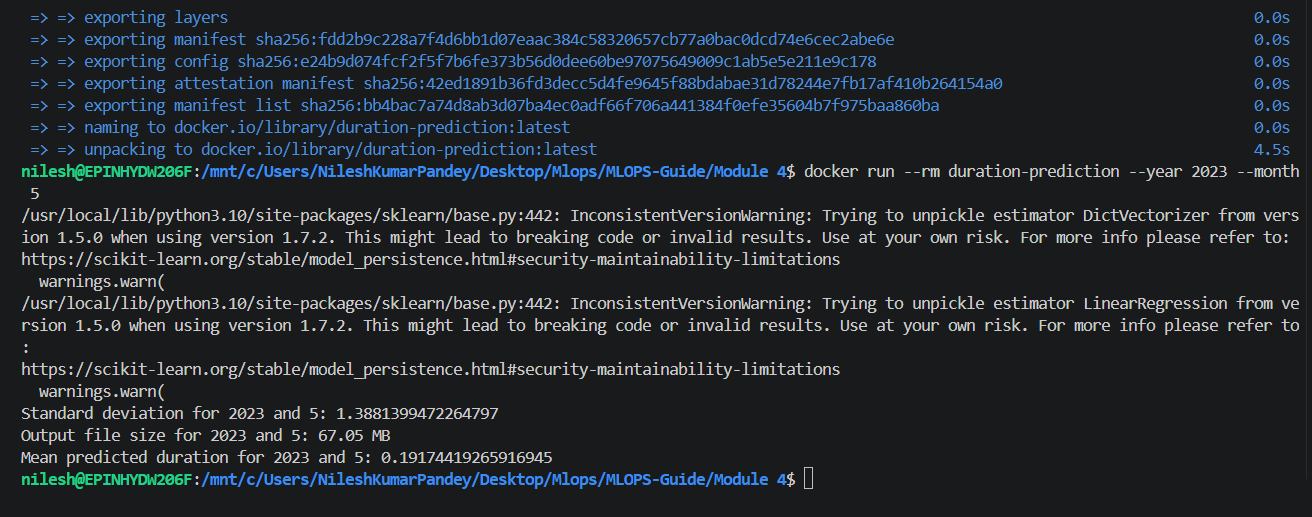 => => exporting layers 0.0s
=> => exporting manifest sha256:fdd2b9c228a7f4d6bb1d07eaac384c58320657cb77a0bac0dcd74e6cec2abe6e 0.0s
=> => exporting config sha256:e24b9d074fcf2f5f7b6fe373b56d0dee60be97075649009c1ab5e5e211e9c178 0.0s
=> => exporting attestation manifest sha256:42ed1891b36fd3decc5d4fe9645f88bdabae31d78244e7fb17af410b264154a0 0.0s
=> => exporting manifest list sha256:bb4bac7a74d8ab3d07ba4ec0adf66f706a441384f0efe35604b7f975baa860ba 0.0s
=> => naming to docker.io/library/duration-prediction:latest 0.0s
=> => unpacking to docker.io/library/duration-prediction:latest 4.5s
nilesh@EPINHYDW206F:/mnt/c/Users/NileshKumarPandey/Desktop/Mlops/MLOPS-Guide/Module 4$ docker run --rm duration-prediction --year 2023 --month
5
/usr/local/lib/python3.10/site-packages/sklearn/base.py:442: InconsistentVersionWarning: Trying to unpickle estimator DictVectorizer from vers
ion 1.5.0 when using version 1.7.2. This might lead to breaking code or invalid results. Use at your own risk. For more info please refer to:
https://scikit-learn.org/stable/model_persistence.html#security-maintainability-limitations
warnings.warn(
/usr/local/lib/python3.10/site-packages/sklearn/base.py:442: InconsistentVersionWarning: Trying to unpickle estimator LinearRegression from ve
rsion 1.5.0 when using version 1.7.2. This might lead to breaking code or invalid results. Use at your own risk. For more info please refer to
:
https://scikit-learn.org/stable/model_persistence.html#security-maintainability-limitations
warnings.warn(
Standard deviation for 2023 and 5: 1.3881399472264797
Output file size for 2023 and 5: 67.05 MB
Mean predicted duration for 2023 and 5: 0.19174419265916945
nilesh@EPINHYDW206F:/mnt/c/Users/NileshKumarPandey/Desktop/Mlops/MLOPS-Guide/Module 4$